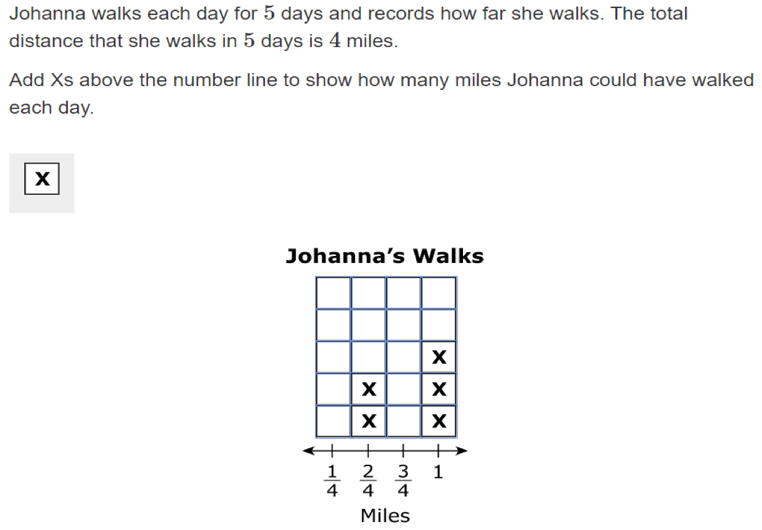 Johanna walks each day for 5 days and records how far she walks. The total
distance that she walks in 5 days is 4 miles.
Add Xs above the number line to show how many miles Johanna could have walked
each day.
X
Johanna's Walks
X
X X
X X
1/4 2/4 3/4 1
Miles